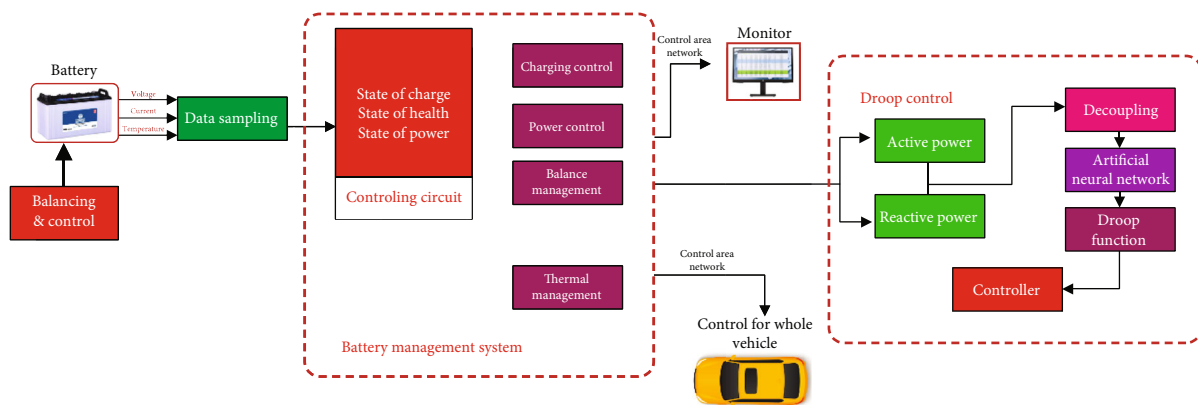 Battery
Voltage
Current
Temperature
Data sampling
Balancing
& control
State of charge
State of health
State of power
Controling circuit
Charging control
Power control
Balance
management
Thermal
management
Battery management system
Control area
network
Monitor
Control area
network
Control for whole
vehicle
Droop control
Active power
Reactive power
Decoupling
Artificial
neural network
Droop
function
Controller